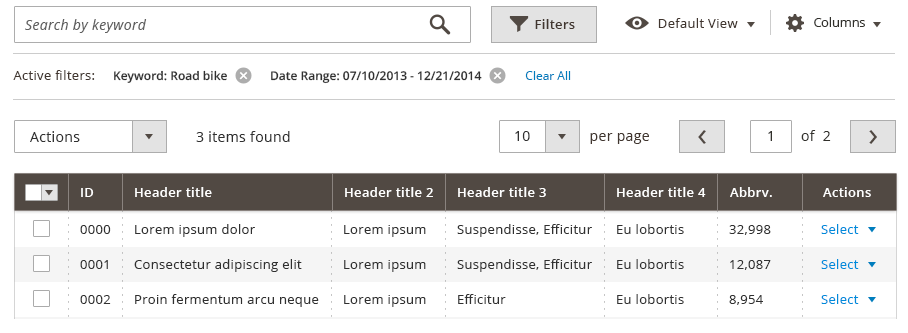 Search by keyword Filters Default View Columns
Active filters: Keyword: Road bike Date Range: 07/10/2013 - 12/21/2014 Clear All
Actions 3 items found 10 per page 1 of 2
ID Header title Header title 2 Header title 3 Header title 4 Abbrv. Actions
0000 Lorem ipsum dolor Lorem ipsum Suspendisse, Efficitur Eu lobortis 32,998 Select
0001 Consectetur adipiscing elit Lorem ipsum Suspendisse, Efficitur Eu lobortis 12,087 Select
0002 Proin fermentum arcu neque Lorem ipsum Efficitur Eu lobortis 8,954 Select